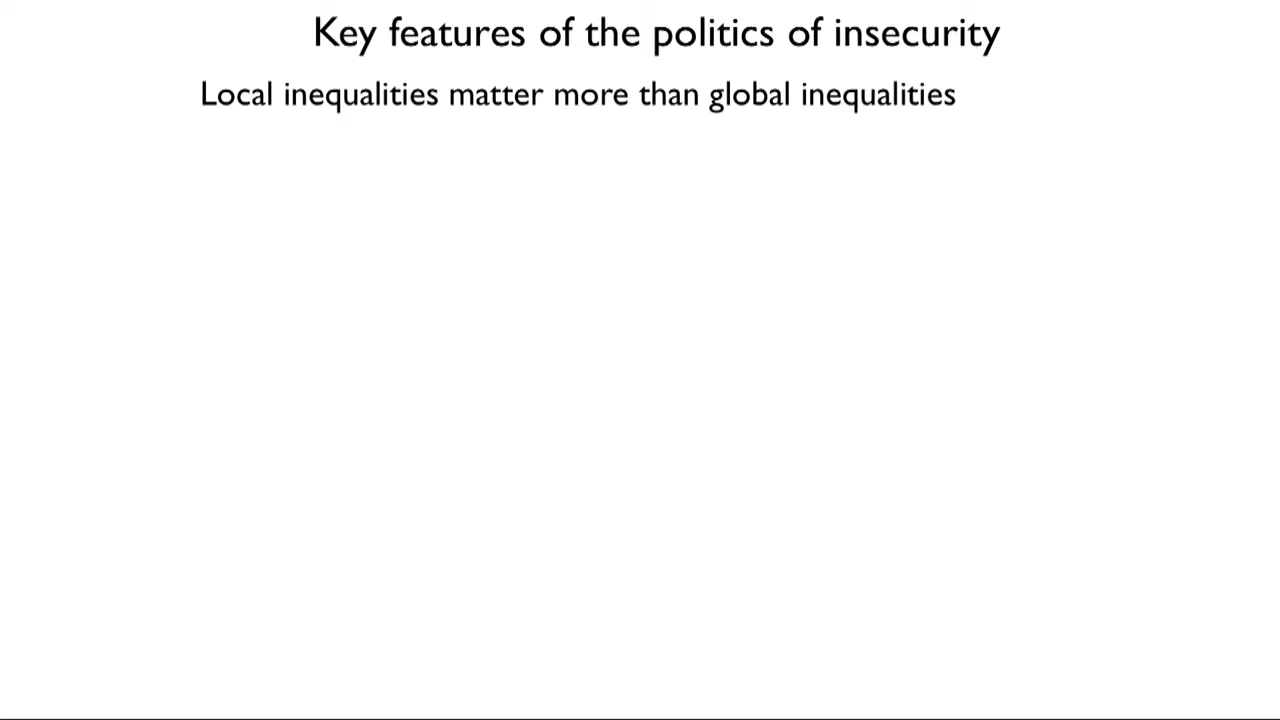 Key features of the politics of insecurity
Local inequalities matter more than global inequalities